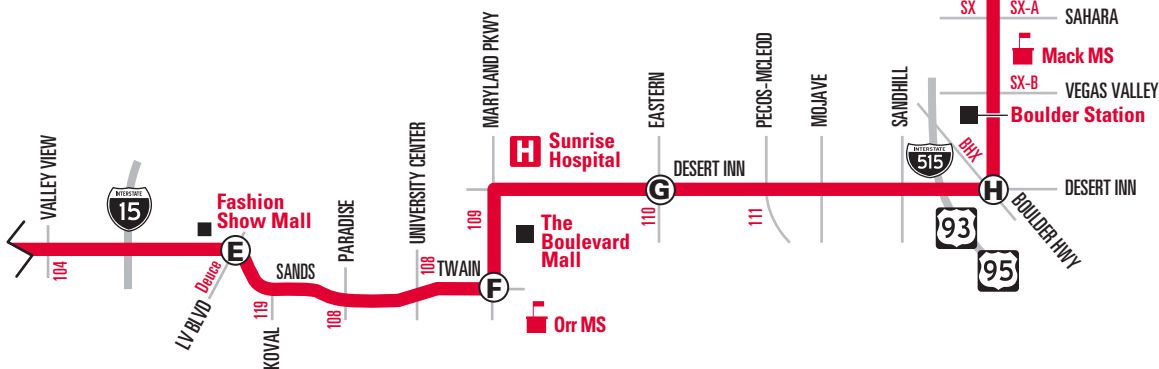 SX
SX-A
SAHARA
Mack MS
SX-B
VEGAS VALLEY
Boulder Station
BHX
VALLEY VIEW
104
INTERSTATE
15
Fashion
Show Mall
E
Deuce
LV BLVD
119
KOVAL
SANDS
PARADISE
108
UNIVERSITY CENTER
108
TWAIN
F
Orr MS
MARYLAND PKWY
109
H
Sunrise
Hospital
The
Boulevard
Mall
EASTERN
G
110
DESERT INN
PECOS-MCLEOD
111
MOJAVE
SANDHILL
INTERSTATE
515
H
DESERT INN
BOULDER HWY
93
95